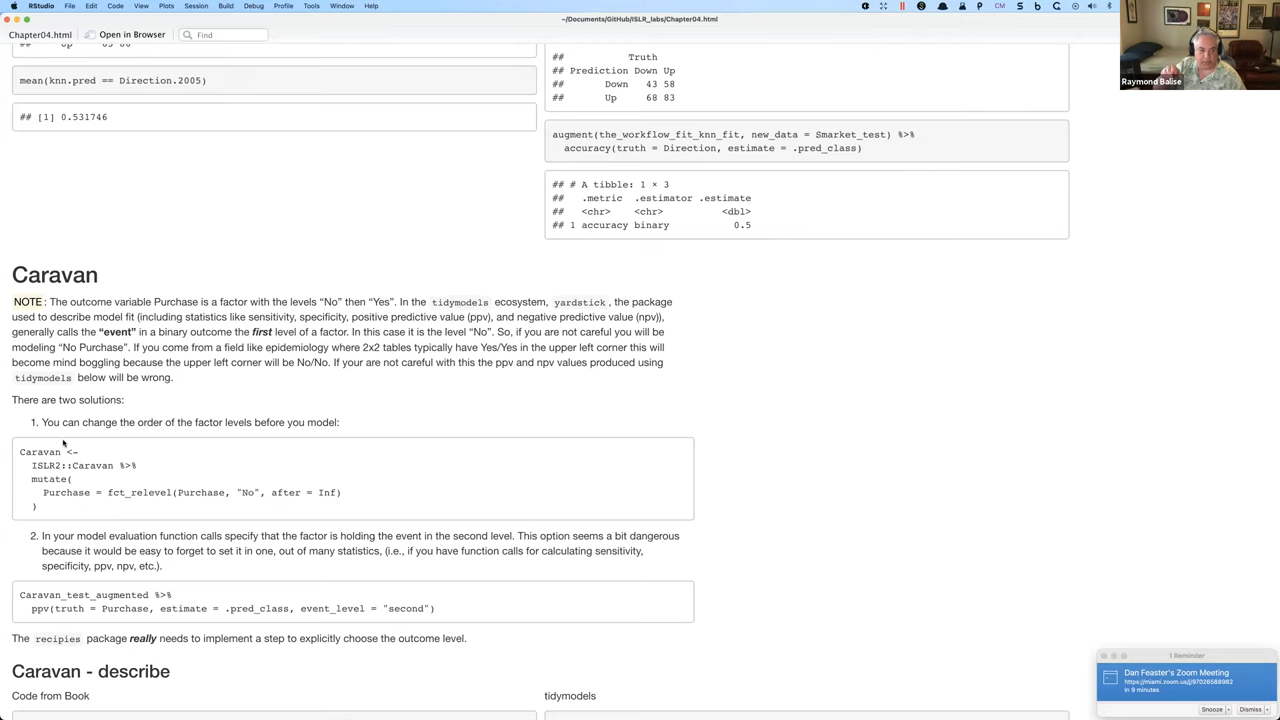 RStudio File Edit Code View Plots Session Build Debug Profile Tools Window Help
~/Documents/GitHub/ISLR_labs/Chapter04.html
Chapter04.html Open in Browser Find
mean(knn.pred == Direction.2005)
## [1] 0.531746
## Truth
## Prediction Down Up
## Down 43 58
## Up 68 83
augment(the_workflow_fit_knn_fit, new_data = Smarket_test) %>%
accuracy(truth = Direction, estimate = .pred_class)
## # A tibble: 1 × 3
## .metric .estimator .estimate
## <chr> <chr> <dbl>
## 1 accuracy binary 0.5
Caravan
NOTE: The outcome variable Purchase is a factor with the levels “No” then “Yes”. In the tidymodels ecosystem, yardstick, the package
used to describe model fit (including statistics like sensitivity, specificity, positive predictive value (ppv), and negative predictive value (npv)),
generally calls the “event” in a binary outcome the first level of a factor. In this case it is the level “No”. So, if you are not careful you will be
modeling “No Purchase”. If you come from a field like epidemiology where 2x2 tables typically have Yes/Yes in the upper left corner this will
become mind boggling because the upper left corner will be No/No. If your are not careful with this the ppv and npv values produced using
tidymodels below will be wrong.
There are two solutions:
1. You can change the order of the factor levels before you model:
Caravan <-
ISLR2::Caravan %>%
mutate(
Purchase = fct_relevel(Purchase, "No", after = Inf)
)
2. In your model evaluation function calls specify that the factor is holding the event in the second level. This option seems a bit dangerous
because it would be easy to forget to set it in one, out of many statistics, (i.e., if you have function calls for calculating sensitivity,
specificity, ppv, npv, etc.).
Caravan_test_augmented %>%
ppv(truth = Purchase, estimate = .pred_class, event_level = "second")
The recipies package really needs to implement a step to explicitly choose the outcome level.
Caravan - describe
Code from Book
tidymodels
Raymond Balise
1 Reminder
Dan Feaster's Zoom Meeting
https://miami.zoom.us/j/97026588982
in 9 minutes
Snooze Dismiss